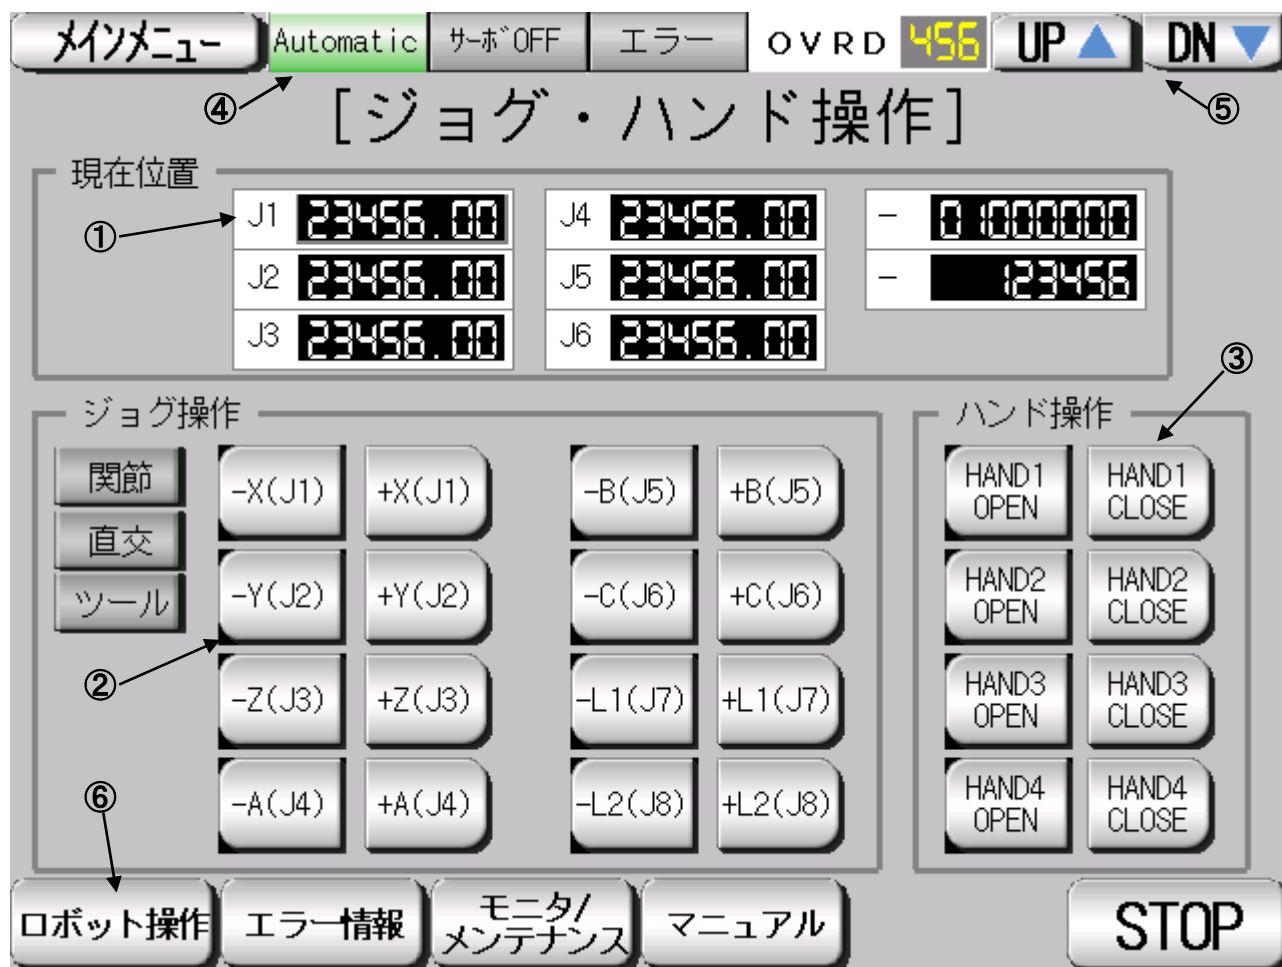 メインメニュー Automatic サーボOFF エラー OVRD 456 UP DN
④ [ジョグ・ハンド操作] ⑤
現在位置
① J1 23456.00 J4 23456.00 - 01000000
J2 23456.00 J5 23456.00 - 123456
J3 23456.00 J6 23456.00
③
ジョグ操作
関節
直交
ツール
-X(J1) +X(J1) -B(J5) +B(J5)
-Y(J2) +Y(J2) -C(J6) +C(J6)
②
-Z(J3) +Z(J3) -L1(J7) +L1(J7)
-A(J4) +A(J4) -L2(J8) +L2(J8)
ハンド操作
HAND1
OPEN
HAND1
CLOSE
HAND2
OPEN
HAND2
CLOSE
HAND3
OPEN
HAND3
CLOSE
HAND4
OPEN
HAND4
CLOSE
⑥
ロボット操作
エラー情報
モニタ/
メンテナンス
マニュアル
STOP